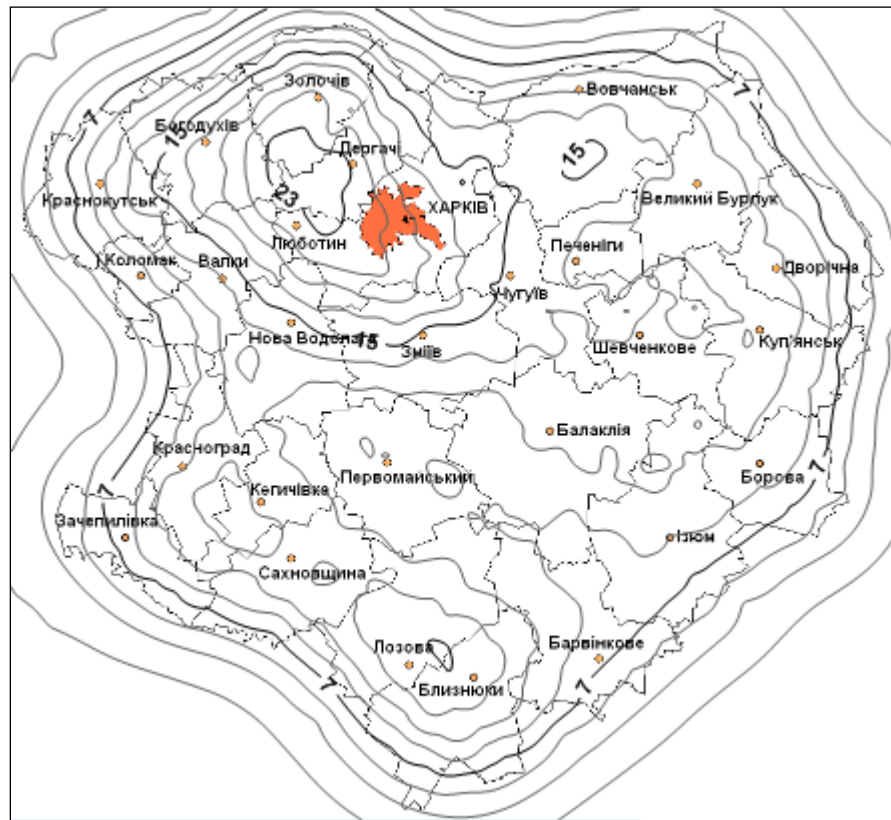 Золочів
Вовчанськ
7
7
Богодухів
15
Дергачі
15
Краснокутськ
23
Великий Бурлук
ХАРКІВ
Люботин
Печеніги
Коломак
Валки
Дворічна
Чугуїв
Нова Водолага
15
Зміїв
Шевченкове
Куп'янськ
Балаклія
Красноград
Первомайський
Борова
7
7
Кегичівка
Зачепилівка
Ізюм
Сахновщина
Лозова
Барвінкове
7
7
Близнюки